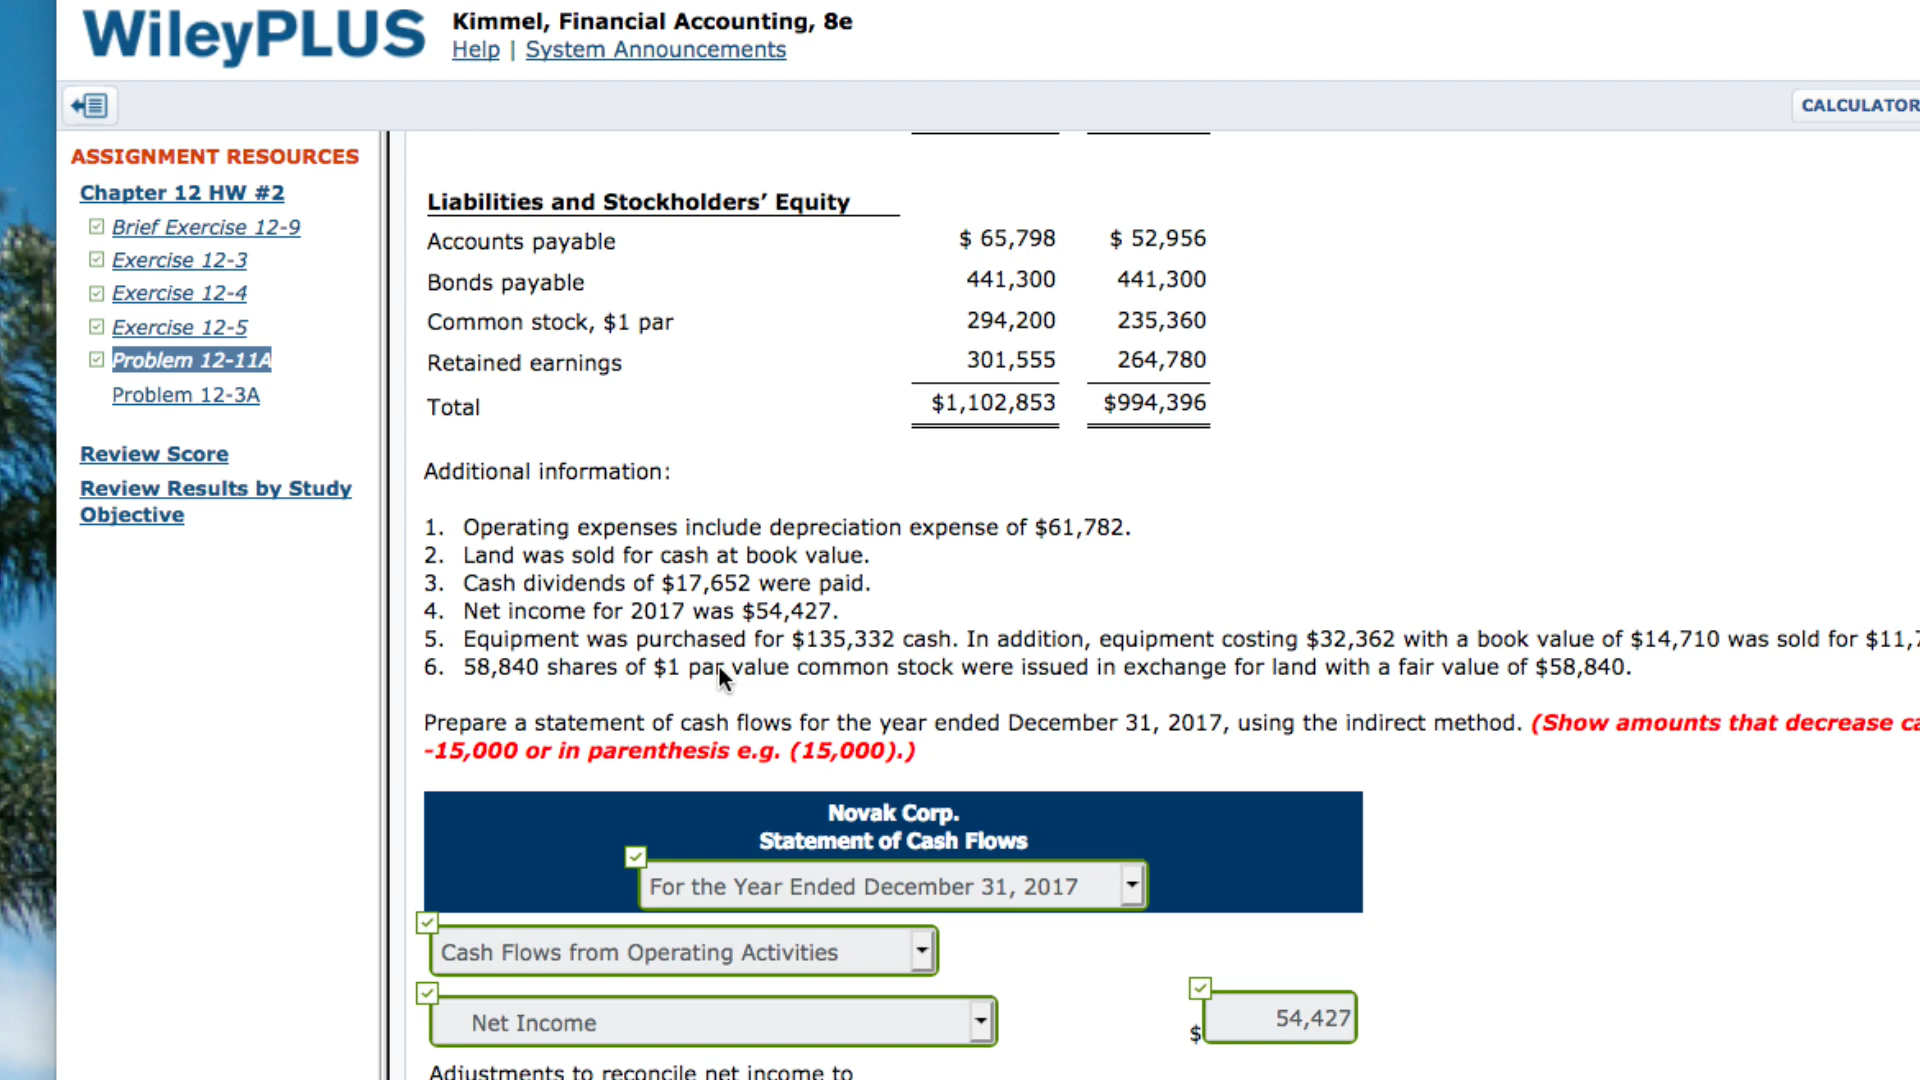 WileyPLUS
Kimmel, Financial Accounting, 8e
Help | System Announcements
CALCULATOR
ASSIGNMENT RESOURCES
Chapter 12 HW #2
Brief Exercise 12-9
Exercise 12-3
Exercise 12-4
Exercise 12-5
Problem 12-11A
Problem 12-3A
Review Score
Review Results by Study
Objective
Liabilities and Stockholders’ Equity
Accounts payable $ 65,798 $ 52,956
Bonds payable 441,300 441,300
Common stock, $1 par 294,200 235,360
Retained earnings 301,555 264,780
Total $1,102,853 $994,396
Additional information:
1. Operating expenses include depreciation expense of $61,782.
2. Land was sold for cash at book value.
3. Cash dividends of $17,652 were paid.
4. Net income for 2017 was $54,427.
5. Equipment was purchased for $135,332 cash. In addition, equipment costing $32,362 with a book value of $14,710 was sold for $11,7
6. 58,840 shares of $1 par value common stock were issued in exchange for land with a fair value of $58,840.
Prepare a statement of cash flows for the year ended December 31, 2017, using the indirect method. (Show amounts that decrease ca
-15,000 or in parenthesis e.g. (15,000).)
Novak Corp.
Statement of Cash Flows
For the Year Ended December 31, 2017
Cash Flows from Operating Activities
Net Income $ 54,427
Adjustments to reconcile net income to